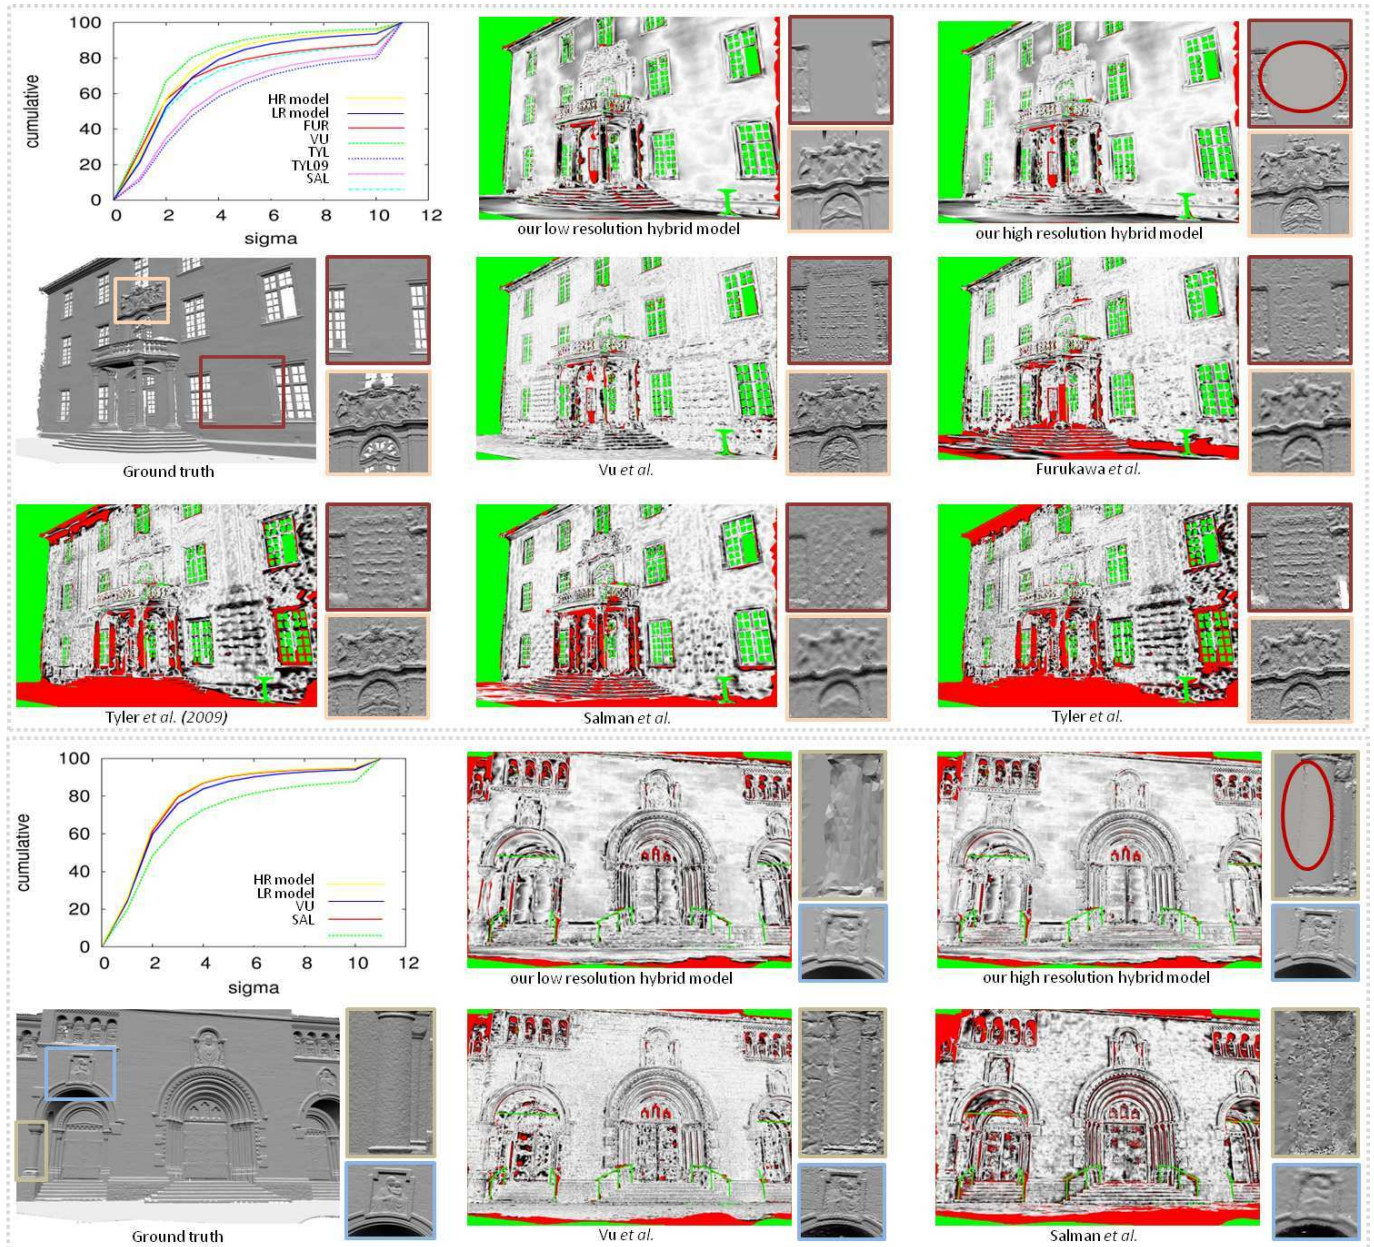 100
80
60
40
20
0
cumulative
HR model
LR model
FUR
VU
TYL
TYL09
SAL
0 2 4 6 8 10 12
sigma
our low resolution hybrid model
our high resolution hybrid model
Ground truth
Vu et al.
Furukawa et al.
Tyler et al. (2009)
Salman et al.
Tyler et al.
100
80
60
40
20
0
cumulative
HR model
LR model
VU
SAL
0 2 4 6 8 10 12
sigma
our low resolution hybrid model
our high resolution hybrid model
Ground truth
Vu et al.
Salman et al.